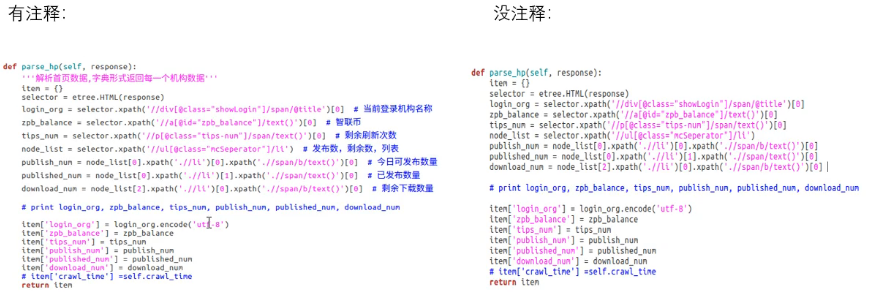 有注释：
def parse_hp(self, response):
'''解析首页数据,字典形式返回每一个机构数据'''
item = {}
selector = etree.HTML(response)
login_org = selector.xpath('//div[@class="showLogin"]/span/@title')[0]  # 当前登录机构名称
zpb_balance = selector.xpath('//a[@id="zpb_balance"]/text()')[0]  # 智联币
tips_num = selector.xpath('//p[@class="tips-num"]/span/text()')[0]  # 剩余刷新次数
node_list = selector.xpath('//ul[@class="mcSeperator"]/li')  # 发布数，剩余数，列表
publish_num = node_list[0].xpath('.//li')[0].xpath('.//span/b/text()')[0]  # 今日可发布数量
published_num = node_list[0].xpath('.//li')[1].xpath('.//span/text()')[0]  # 已发布数量
download_num = node_list[2].xpath('.//li')[0].xpath('.//span/b/text()')[0]  # 剩余下载数量
# print login_org, zpb_balance, tips_num, publish_num, published_num, download_num
item['login_org'] = login_org.encode('utf-8')
item['zpb_balance'] = zpb_balance
item['tips_num'] = tips_num
item['publish_num'] = publish_num
item['published_num'] = published_num
item['download_num'] = download_num
# item['crawl_time'] =self.crawl_time
return item
没注释：
def parse_hp(self, response):
item = {}
selector = etree.HTML(response)
login_org = selector.xpath('//div[@class="showLogin"]/span/@title')[0]
zpb_balance = selector.xpath('//a[@id="zpb_balance"]/text()')[0]
tips_num = selector.xpath('//p[@class="tips-num"]/span/text()')[0]
node_list = selector.xpath('//ul[@class="mcSeperator"]/li')
publish_num = node_list[0].xpath('.//li')[0].xpath('.//span/b/text()')[0]
published_num = node_list[0].xpath('.//li')[1].xpath('.//span/text()')[0]
download_num = node_list[2].xpath('.//li')[0].xpath('.//span/b/text()')[0]
# print login_org, zpb_balance, tips_num, publish_num, published_num, download_num
item['login_org'] = login_org.encode('utf-8')
item['zpb_balance'] = zpb_balance
item['tips_num'] = tips_num
item['publish_num'] = publish_num
item['published_num'] = published_num
item['download_num'] = download_num
# item['crawl_time'] =self.crawl_time
return item